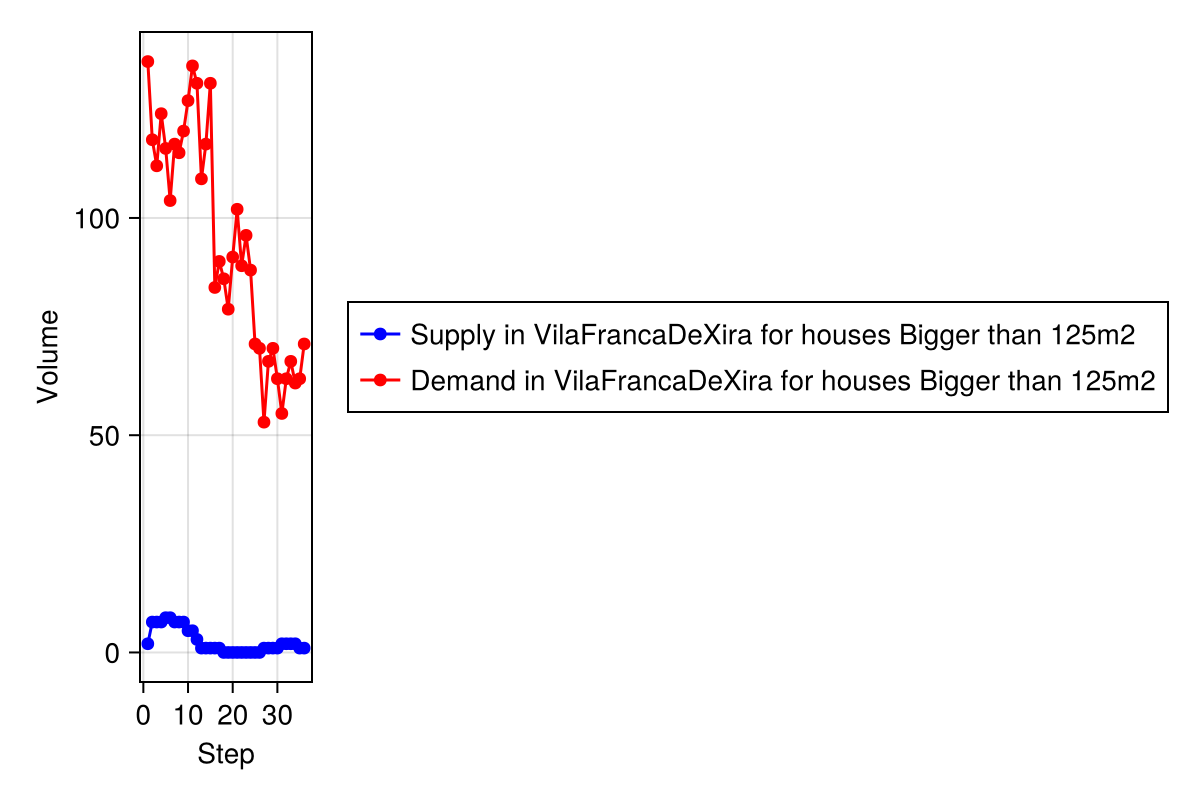 Volume
100
50
0
0 10 20 30
Step
Supply in VilaFrancaDeXira for houses Bigger than 125m2
Demand in VilaFrancaDeXira for houses Bigger than 125m2